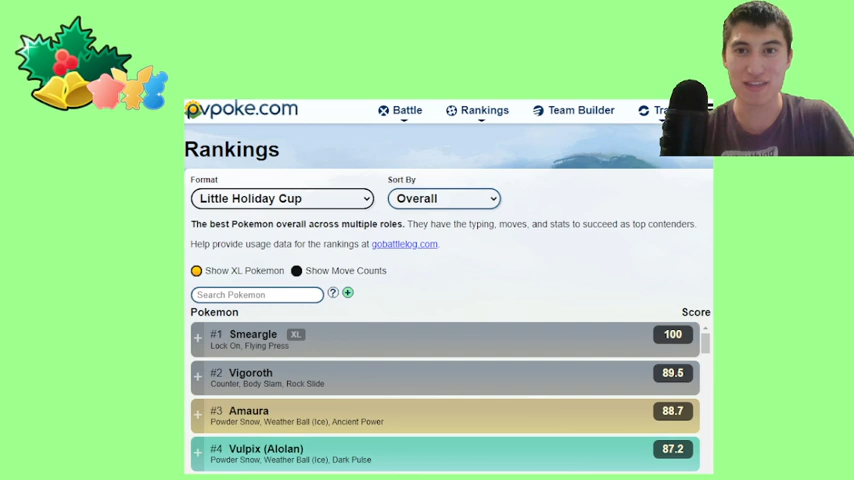 pvpoke.com
Battle
Rankings
Team Builder
Tra
Rankings
Format
Sort By
Little Holiday Cup
Overall
The best Pokemon overall across multiple roles. They have the typing, moves, and stats to succeed as top contenders.
Help provide usage data for the rankings at gobattlelog.com.
Show XL Pokemon
Show Move Counts
Search Pokemon
?
+
Pokemon
Score
+ #1 Smeargle XL 100
Lock On, Flying Press
+ #2 Vigoroth 89.5
Counter, Body Slam, Rock Slide
+ #3 Amaura 88.7
Powder Snow, Weather Ball (Ice), Ancient Power
+ #4 Vulpix (Alolan) 87.2
Powder Snow, Weather Ball (Ice), Dark Pulse